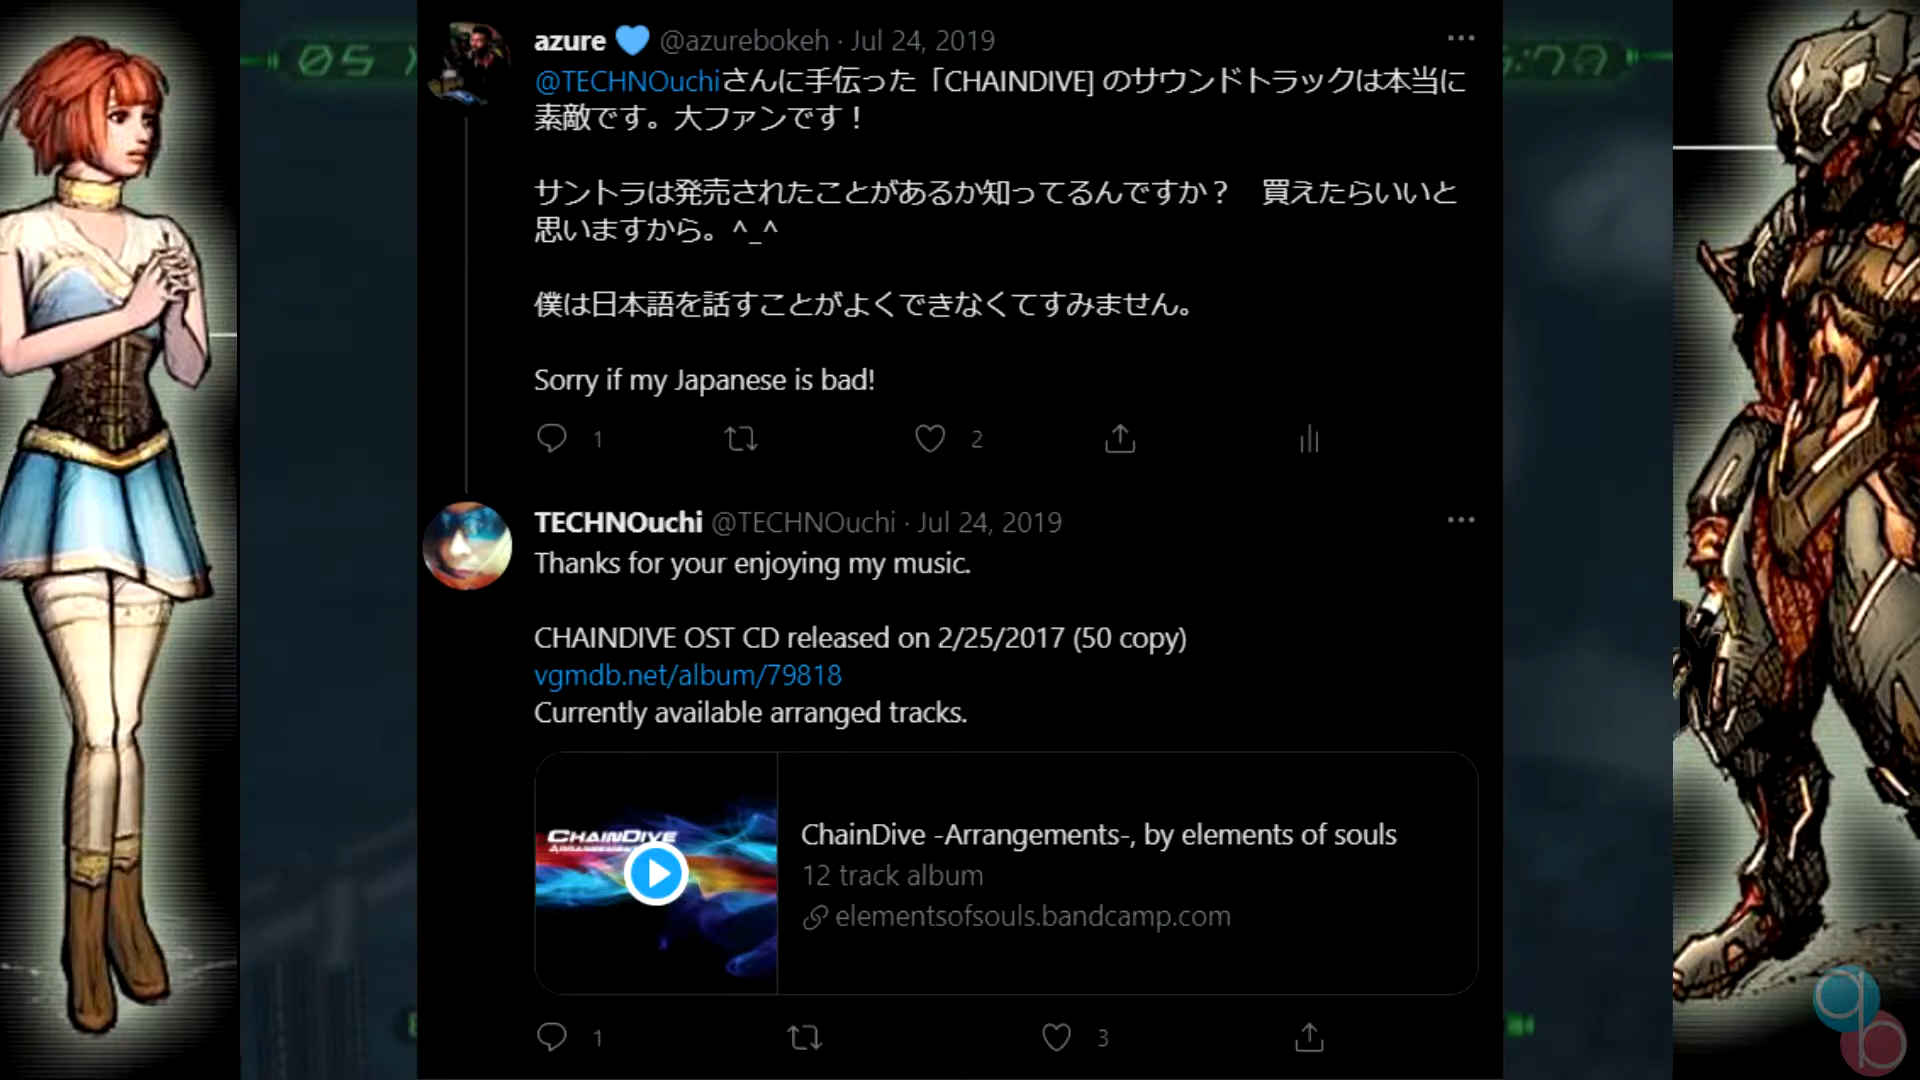 azure 💙 @azurebokeh · Jul 24, 2019
@TECHNOuchiさんに手伝った「CHAINDIVE] のサウンドトラックは本当に
素敵です。大ファンです！
サントラは発売されたことがあるか知ってるんですか？　買えたらいいと
思いますから。^_^
僕は日本語を話すことがよくできなくてすみません。
Sorry if my Japanese is bad!
1
2
TECHNOuchi @TECHNOuchi · Jul 24, 2019
Thanks for your enjoying my music.
CHAINDIVE OST CD released on 2/25/2017 (50 copy)
vgmdb.net/album/79818
Currently available arranged tracks.
CHAINDIVE
ChainDive -Arrangements-, by elements of souls
12 track album
elementsofsouls.bandcamp.com
1
3